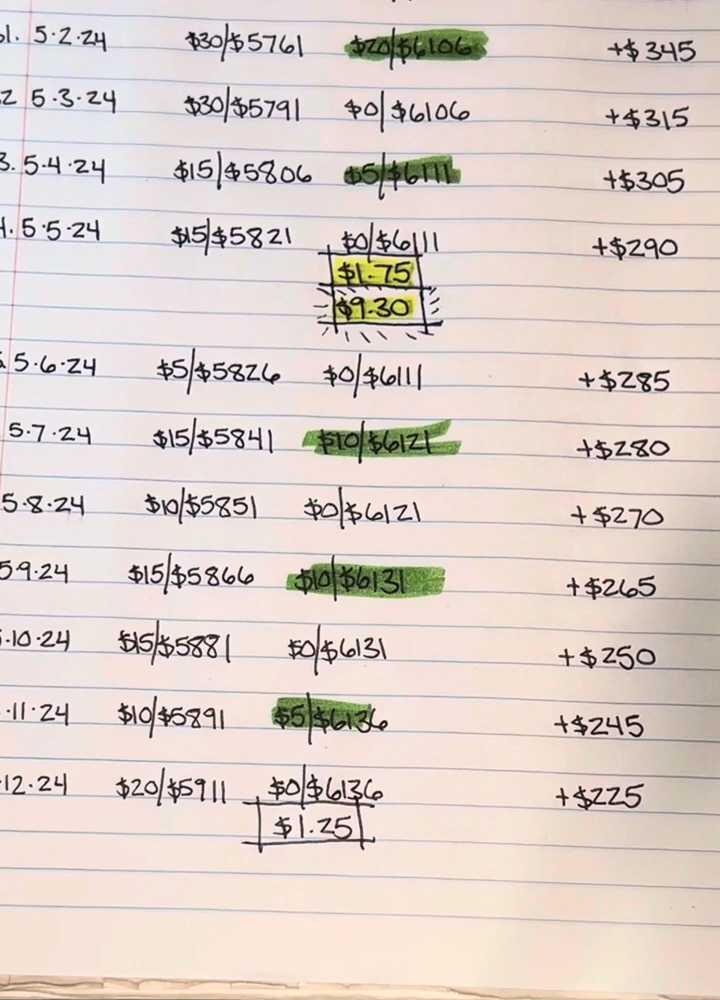 1. 5·2·24 $30/$5761 $20/$6106 +$345
2 5·3·24 $30/$5791 $0/$6106 +$315
3. 5·4·24 $15/$5806 $5/$6111 +$305
5·5·24 $15/$5821 $0/$6111 +$290
$1.75
$9.30
5·6·24 $5/$5826 $0/$6111 +$285
5·7·24 $15/$5841 $10/$6121 +$280
5·8·24 $10/$5851 $0/$6121 +$270
5·9·24 $15/$5866 $10/$6131 +$265
·10·24 $15/$5881 $0/$6131 +$250
·11·24 $10/$5891 $5/$6136 +$245
·12·24 $20/$5911 $0/$6136 +$225
$1.25